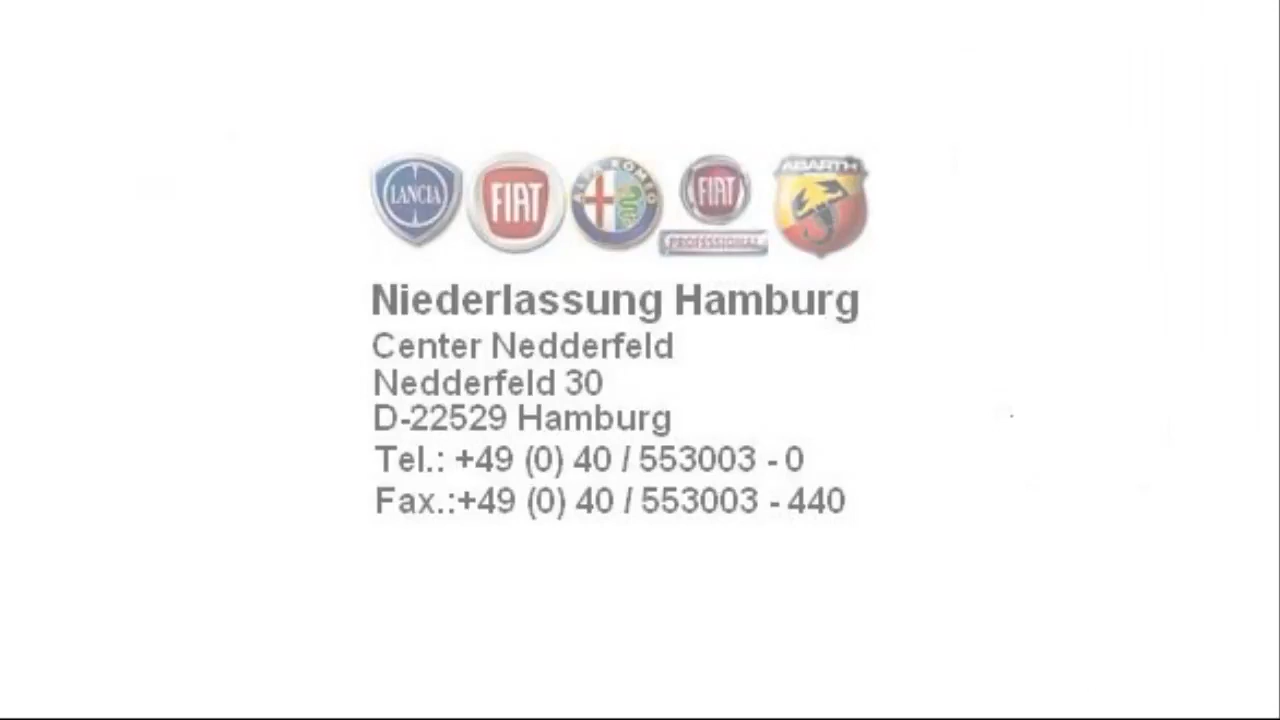 LANCIA FIAT ALFA ROMEO FIAT ABARTH
PROFESSIONAL
Niederlassung Hamburg
Center Nedderfeld
Nedderfeld 30
D-22529 Hamburg
Tel.: +49 (0) 40 / 553003 - 0
Fax.:+49 (0) 40 / 553003 - 440